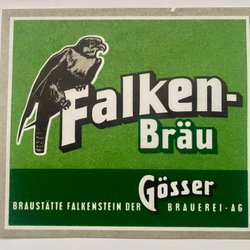 Falken-
Bräu
Gösser
BRAUSTÄTTE FALKENSTEIN DER BRAUEREI-AG